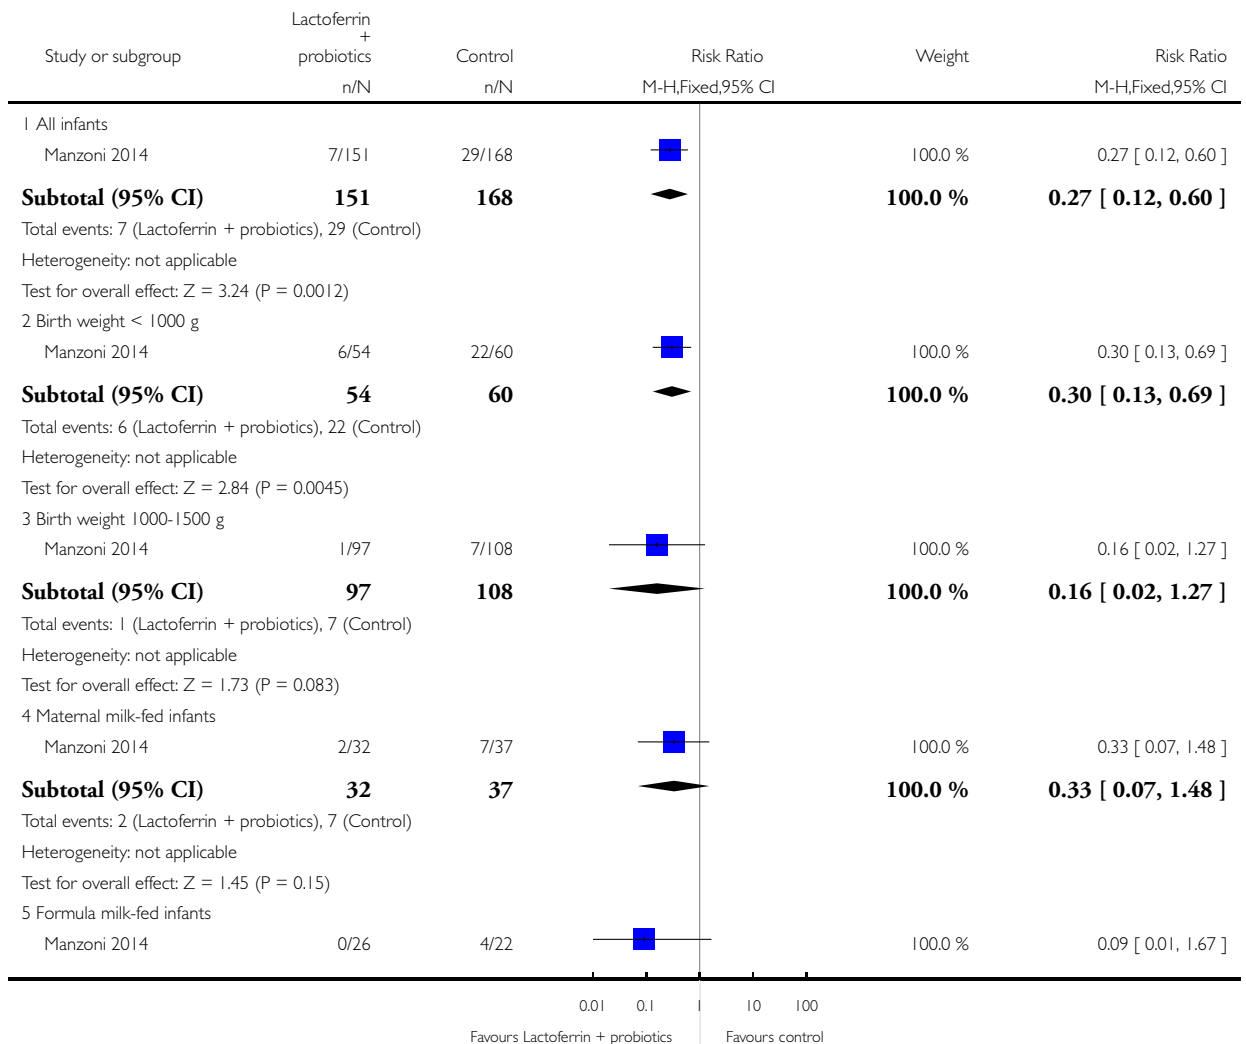 Lactoferrin
+
Study or subgroup probiotics Control Risk Ratio Weight Risk Ratio
n/N n/N M-H,Fixed,95% CI M-H,Fixed,95% CI
1 All infants
Manzoni 2014 7/151 29/168 100.0 % 0.27 [ 0.12, 0.60 ]
Subtotal (95% CI) 151 168 100.0 % 0.27 [ 0.12, 0.60 ]
Total events: 7 (Lactoferrin + probiotics), 29 (Control)
Heterogeneity: not applicable
Test for overall effect: Z = 3.24 (P = 0.0012)
2 Birth weight < 1000 g
Manzoni 2014 6/54 22/60 100.0 % 0.30 [ 0.13, 0.69 ]
Subtotal (95% CI) 54 60 100.0 % 0.30 [ 0.13, 0.69 ]
Total events: 6 (Lactoferrin + probiotics), 22 (Control)
Heterogeneity: not applicable
Test for overall effect: Z = 2.84 (P = 0.0045)
3 Birth weight 1000-1500 g
Manzoni 2014 1/97 7/108 100.0 % 0.16 [ 0.02, 1.27 ]
Subtotal (95% CI) 97 108 100.0 % 0.16 [ 0.02, 1.27 ]
Total events: 1 (Lactoferrin + probiotics), 7 (Control)
Heterogeneity: not applicable
Test for overall effect: Z = 1.73 (P = 0.083)
4 Maternal milk-fed infants
Manzoni 2014 2/32 7/37 100.0 % 0.33 [ 0.07, 1.48 ]
Subtotal (95% CI) 32 37 100.0 % 0.33 [ 0.07, 1.48 ]
Total events: 2 (Lactoferrin + probiotics), 7 (Control)
Heterogeneity: not applicable
Test for overall effect: Z = 1.45 (P = 0.15)
5 Formula milk-fed infants
Manzoni 2014 0/26 4/22 100.0 % 0.09 [ 0.01, 1.67 ]
0.01 0.1 1 10 100
Favours Lactoferrin + probiotics Favours control